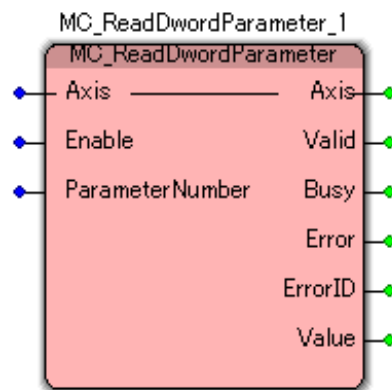 MC_ReadDwordParameter_1
MC_ReadDwordParameter
Axis Axis
Enable Valid
ParameterNumber Busy
Error
ErrorID
Value